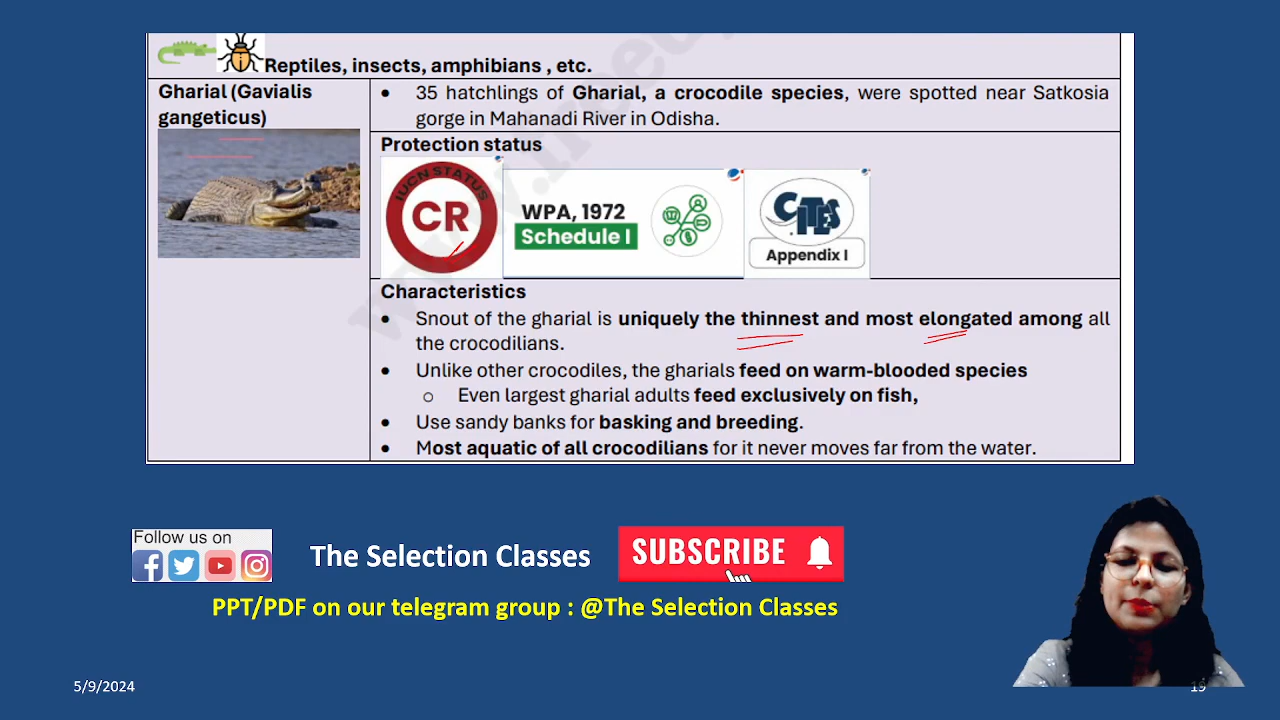 Reptiles, insects, amphibians , etc.
Gharial (Gavialis
gangeticus)
• 35 hatchlings of Gharial, a crocodile species, were spotted near Satkosia
gorge in Mahanadi River in Odisha.
Protection status
IUCN STATUS
CR
WPA, 1972
Schedule I
CITES
Appendix I
Characteristics
• Snout of the gharial is uniquely the thinnest and most elongated among all
the crocodilians.
• Unlike other crocodiles, the gharials feed on warm-blooded species
o Even largest gharial adults feed exclusively on fish,
• Use sandy banks for basking and breeding.
• Most aquatic of all crocodilians for it never moves far from the water.
Follow us on
The Selection Classes
SUBSCRIBE
PPT/PDF on our telegram group : @The Selection Classes
5/9/2024
19